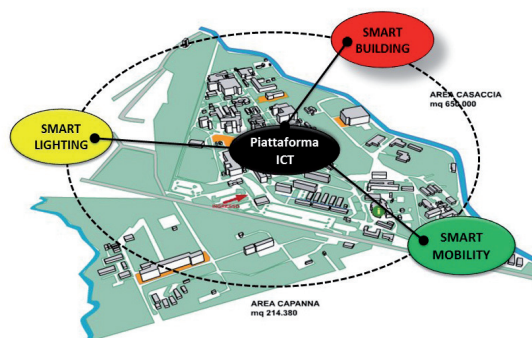 SMART
BUILDING
AREA CASACCIA
mq 650.000
SMART
LIGHTING
Piattaforma
ICT
SMART
MOBILITY
AREA CAPANNA
mq 214.380